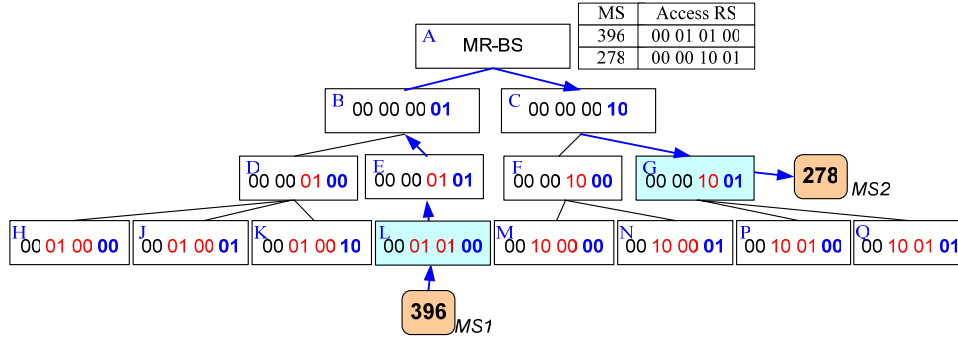 MS Access RS
396 00 01 01 00
278 00 00 10 01
A MR-BS
B 00 00 00 01
C 00 00 00 10
D 00 00 01 00
E 00 00 01 01
F 00 00 10 00
G 00 00 10 01
278 MS2
H 00 01 00 00
J 00 01 00 01
K 00 01 00 10
L 00 01 01 00
M 00 10 00 00
N 00 10 00 01
P 00 10 01 00
Q 00 10 01 01
396 MS1